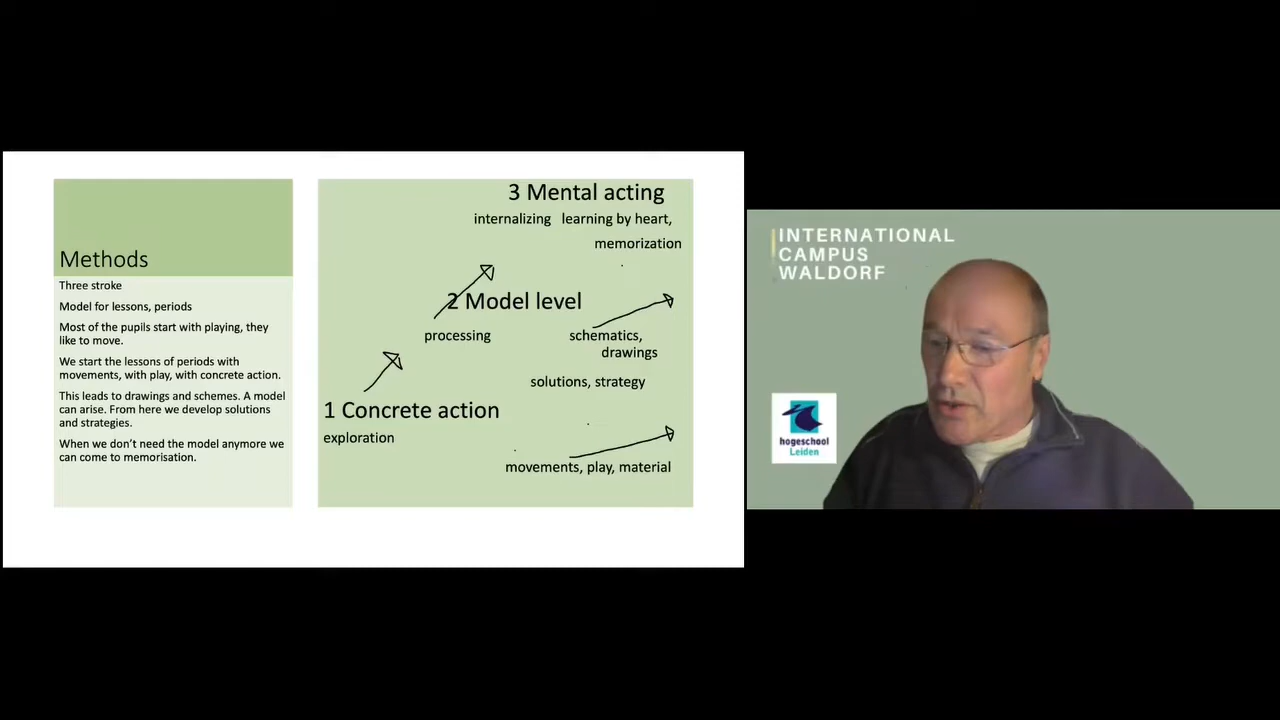 Methods
Three stroke
Model for lessons, periods
Most of the pupils start with playing, they
like to move.
We start the lessons of periods with
movements, with play, with concrete action.
This leads to drawings and schemes. A model
can arise. From here we develop solutions
and strategies.
When we don't need the model anymore we
can come to memorisation.
3 Mental acting
internalizing learning by heart,
memorization
2 Model level
processing
schematics,
drawings
solutions, strategy
1 Concrete action
exploration
movements, play, material
INTERNATIONAL
CAMPUS
WALDORF
hogeschool
Leiden